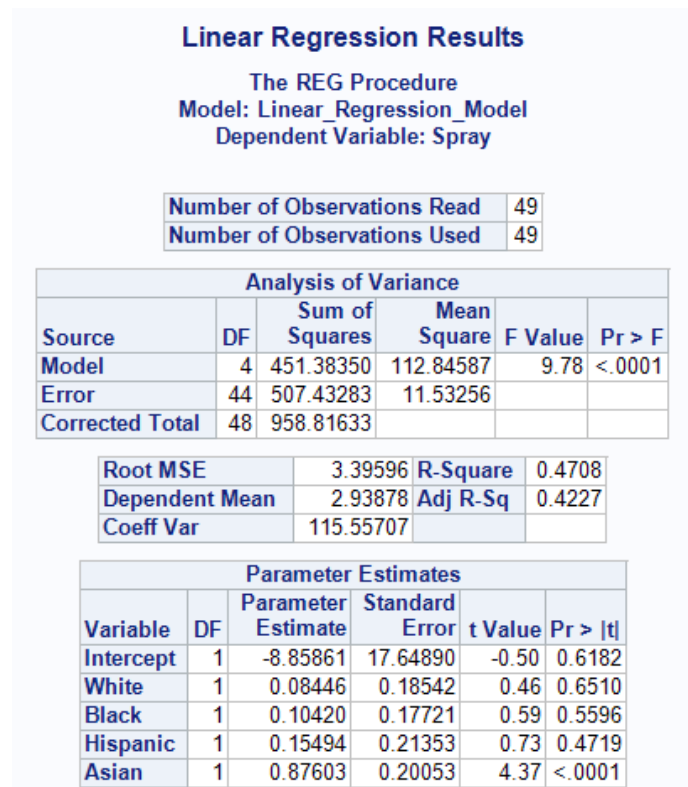 Linear Regression Results
The REG Procedure
Model: Linear_Regression_Model
Dependent Variable: Spray
Number of Observations Read 49
Number of Observations Used 49
Analysis of Variance
Source DF Sum of Squares Mean Square F Value Pr > F
Model 4 451.38350 112.84587 9.78 <.0001
Error 44 507.43283 11.53256
Corrected Total 48 958.81633
Root MSE 3.39596 R-Square 0.4708
Dependent Mean 2.93878 Adj R-Sq 0.4227
Coeff Var 115.55707
Parameter Estimates
Variable DF Parameter Estimate Standard Error t Value Pr > |t|
Intercept 1 -8.85861 17.64890 -0.50 0.6182
White 1 0.08446 0.18542 0.46 0.6510
Black 1 0.10420 0.17721 0.59 0.5596
Hispanic 1 0.15494 0.21353 0.73 0.4719
Asian 1 0.87603 0.20053 4.37 <.0001